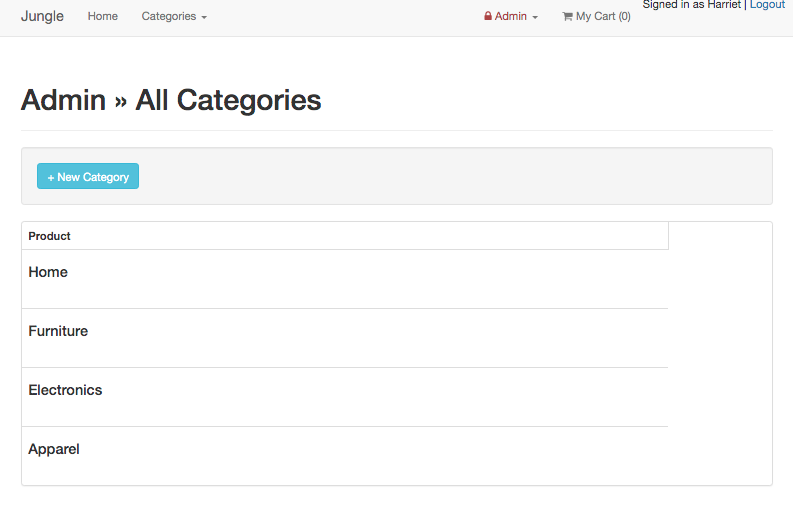 Signed in as Harriet | Logout
Jungle Home Categories Admin My Cart (0)
Admin » All Categories
+ New Category
Product
Home
Furniture
Electronics
Apparel